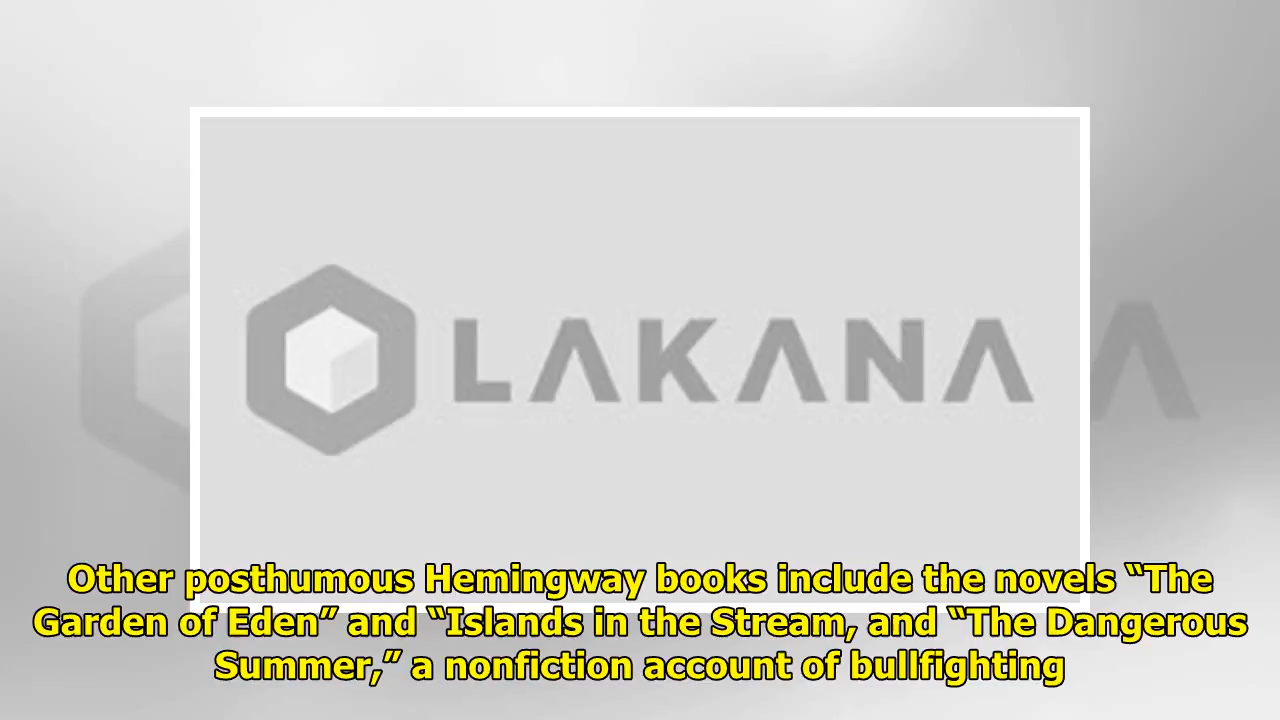 LAKANA
Other posthumous Hemingway books include the novels “The
Garden of Eden” and “Islands in the Stream, and “The Dangerous
Summer,” a nonfiction account of bullfighting